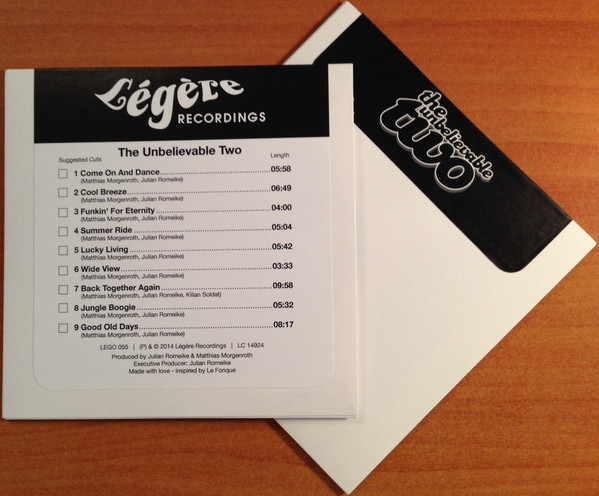 Légère
RECORDINGS
The Unbelievable Two
Suggested Cuts Length
1 Come On And Dance 05:58
(Matthias Morgenroth, Julian Romeike)
2 Cool Breeze 06:49
(Matthias Morgenroth, Julian Romeike)
3 Funkin' For Eternity 04:00
(Matthias Morgenroth, Julian Romeike)
4 Summer Ride 05:04
(Matthias Morgenroth, Julian Romeike)
5 Lucky Living 05:42
(Matthias Morgenroth, Julian Romeike)
6 Wide View 03:33
(Matthias Morgenroth, Julian Romeike)
7 Back Together Again 09:58
(Matthias Morgenroth, Julian Romeike, Kilian Soldat)
8 Jungle Boogie 05:32
(Matthias Morgenroth, Julian Romeike)
9 Good Old Days 08:17
(Matthias Morgenroth, Julian Romeike)
LEGO 055 | (P) & © 2014 Légère Recordings | LC 14924
Produced by Julian Romeike & Matthias Morgenroth
Executive Producer: Julian Romeike
Made with love - inspired by Le Fonque
the
unbelievable
two